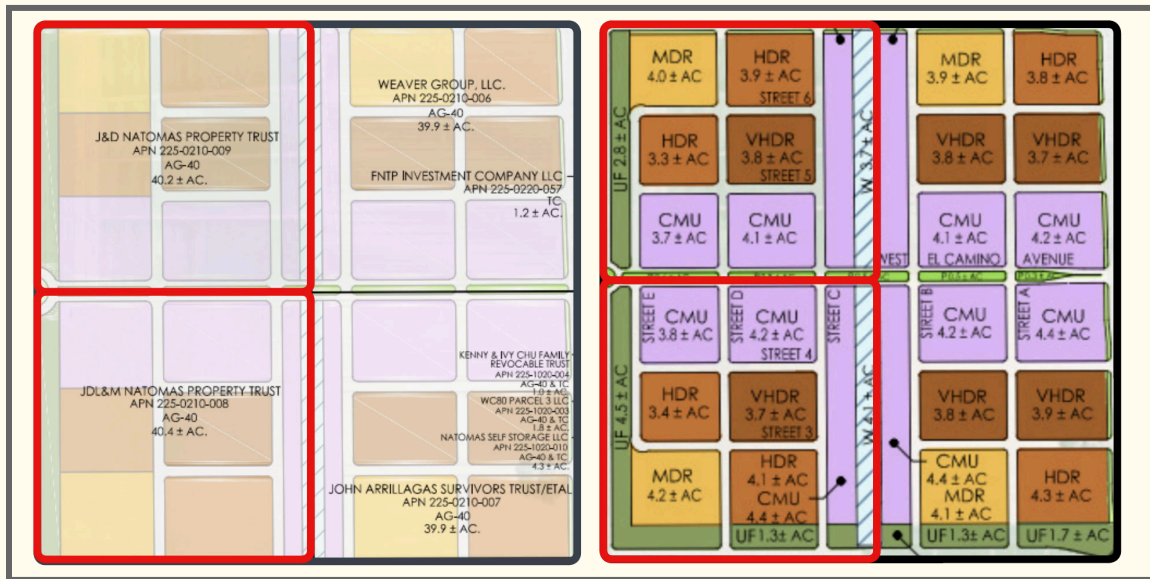 WEAVER GROUP, LLC.
APN 225-0210-006
AG-40
39.9 ± AC.
J&D NATOMAS PROPERTY TRUST
APN 225-0210-009
AG-40
40.2 ± AC.
FNTP INVESTMENT COMPANY LLC
APN 225-0220-057
TC
1.2 ± AC.
KENNY & IVY CHU FAMILY
REVOCABLE TRUST
APN 225-1020-004
AG-40 & TC
1.0 ± AC.
WC80 PARCEL 3 LLC
APN 225-1020-003
AG-40 & TC
1.8 ± AC.
NATOMAS SELF STORAGE LLC
APN 225-1020-010
AG-40 & TC
4.3 ± AC.
JDL&M NATOMAS PROPERTY TRUST
APN 225-0210-008
AG-40
40.4 ± AC.
JOHN ARRILLAGAS SURVIVORS TRUST/ETAL
APN 225-0210-007
AG-40
39.9 ± AC.
MDR
4.0 ± AC
HDR
3.9 ± AC
STREET 6
MDR
3.9 ± AC
HDR
3.8 ± AC
UF 2.8 ± AC
HDR
3.3 ± AC
VHDR
3.8 ± AC
STREET 5
W 3.7 ± AC
VHDR
3.8 ± AC
VHDR
3.7 ± AC
CMU
3.7 ± AC
CMU
4.1 ± AC
CMU
4.1 ± AC
CMU
4.2 ± AC
WEST EL CAMINO AVENUE
STREET E
CMU
3.8 ± AC
STREET D
CMU
4.2 ± AC
STREET 4
STREET C
STREET B
CMU
4.2 ± AC
STREET A
CMU
4.4 ± AC
UF 4.5 ± AC
HDR
3.4 ± AC
VHDR
3.7 ± AC
STREET 3
W 4.1 ± AC
VHDR
3.8 ± AC
VHDR
3.9 ± AC
MDR
4.2 ± AC
HDR
4.1 ± AC
CMU
4.4 ± AC
CMU
4.4 ± AC
MDR
4.1 ± AC
HDR
4.3 ± AC
UF 1.3± AC
UF 1.3± AC
UF 1.7 ± AC